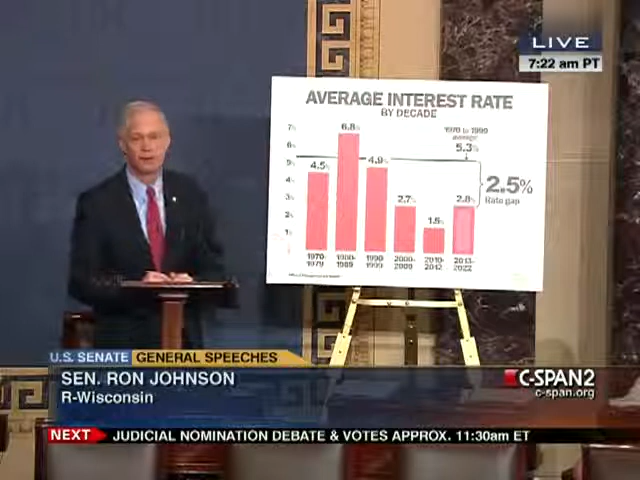 LIVE
7:22 am PT
AVERAGE INTEREST RATE
BY DECADE
1970 to 1999
average:
5.3%
7%
6%
5%
4%
3%
2%
1%
4.5%
6.8%
4.9%
2.7%
1.5%
2.8%
2.5%
Rate gap
1970-
1979
1980-
1989
1990
1999
2000-
2009
2010-
2012
2013-
2022
U.S. SENATE
GENERAL SPEECHES
SEN. RON JOHNSON
R-Wisconsin
C-SPAN2
c-span.org
NEXT
JUDICIAL NOMINATION DEBATE & VOTES APPROX. 11:30am ET